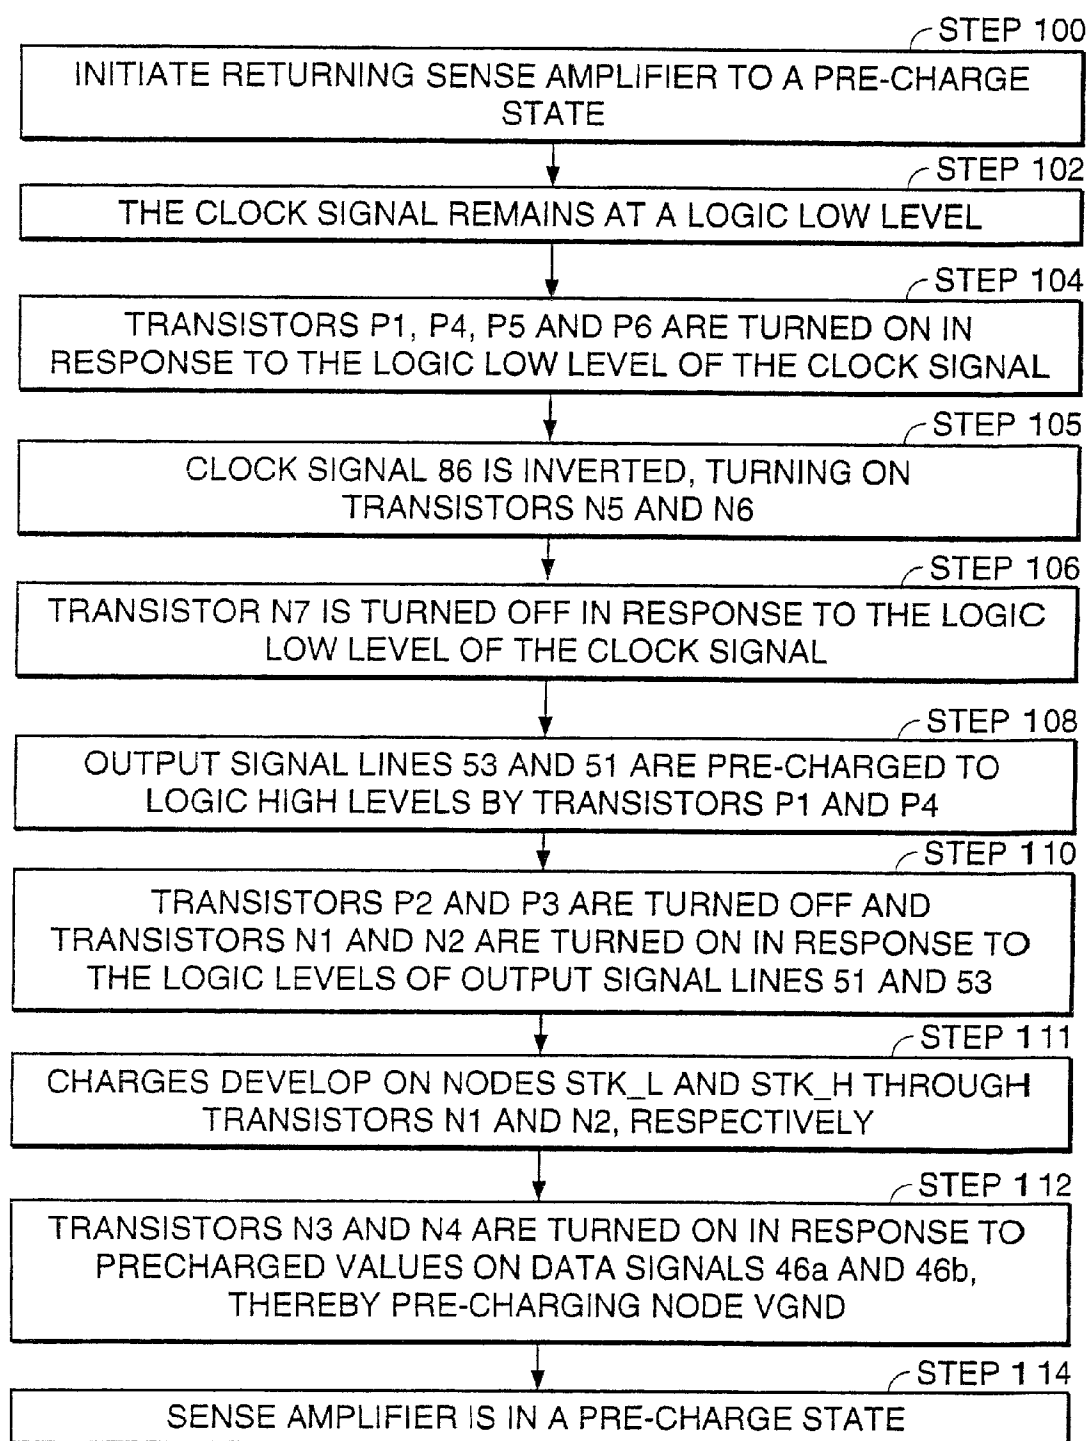 STEP 100
INITIATE RETURNING SENSE AMPLIFIER TO A PRE-CHARGE
STATE
STEP 102
THE CLOCK SIGNAL REMAINS AT A LOGIC LOW LEVEL
STEP 104
TRANSISTORS P1, P4, P5 AND P6 ARE TURNED ON IN
RESPONSE TO THE LOGIC LOW LEVEL OF THE CLOCK SIGNAL
STEP 105
CLOCK SIGNAL 86 IS INVERTED, TURNING ON
TRANSISTORS N5 AND N6
STEP 106
TRANSISTOR N7 IS TURNED OFF IN RESPONSE TO THE LOGIC
LOW LEVEL OF THE CLOCK SIGNAL
STEP 108
OUTPUT SIGNAL LINES 53 AND 51 ARE PRE-CHARGED TO
LOGIC HIGH LEVELS BY TRANSISTORS P1 AND P4
STEP 110
TRANSISTORS P2 AND P3 ARE TURNED OFF AND
TRANSISTORS N1 AND N2 ARE TURNED ON IN RESPONSE TO
THE LOGIC LEVELS OF OUTPUT SIGNAL LINES 51 AND 53
STEP 111
CHARGES DEVELOP ON NODES STK_L AND STK_H THROUGH
TRANSISTORS N1 AND N2, RESPECTIVELY
STEP 112
TRANSISTORS N3 AND N4 ARE TURNED ON IN RESPONSE TO
PRECHARGED VALUES ON DATA SIGNALS 46a AND 46b,
THEREBY PRE-CHARGING NODE VGND
STEP 114
SENSE AMPLIFIER IS IN A PRE-CHARGE STATE